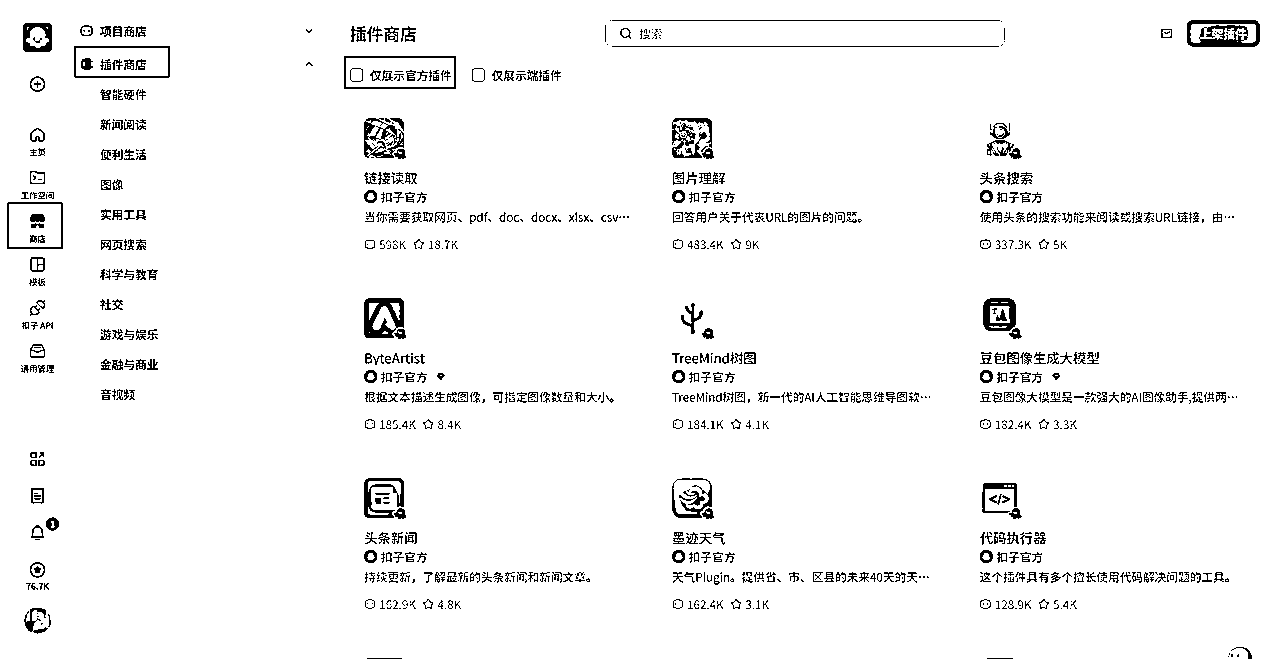 项目商店
插件商店
智能硬件
新闻阅读
便利生活
图像
实用工具
网页搜索
科学与教育
社交
游戏与娱乐
金融与商业
音视频
主页
工作空间
商店
模板
扣子 API
通用管理
1
76.7K
插件商店
搜索
上架插件
仅展示官方插件
仅展示端插件
链接读取
扣子官方
当你需要获取网页、pdf、doc、docx、xlsx、csv…
598K 18.7K
图片理解
扣子官方
回答用户关于代表URL的图片的问题。
483.4K 9K
头条搜索
扣子官方
使用头条的搜索功能来阅读或搜索URL链接，由…
337.3K 5K
ByteArtist
扣子官方
根据文本描述生成图像，可指定图像数量和大小。
185.4K 8.4K
TreeMind树图
扣子官方
TreeMind树图，新一代的AI人工智能思维导图软…
184.1K 4.1K
豆包图像生成大模型
扣子官方
豆包图像大模型是一款强大的AI图像助手,提供两…
182.4K 3.3K
头条新闻
扣子官方
持续更新，了解最新的头条新闻和新闻文章。
162.9K 4.8K
墨迹天气
扣子官方
天气Plugin。提供省、市、区县的未来40天的天…
162.4K 3.1K
代码执行器
扣子官方
这个插件具有多个擅长使用代码解决问题的工具。
128.9K 5.4K